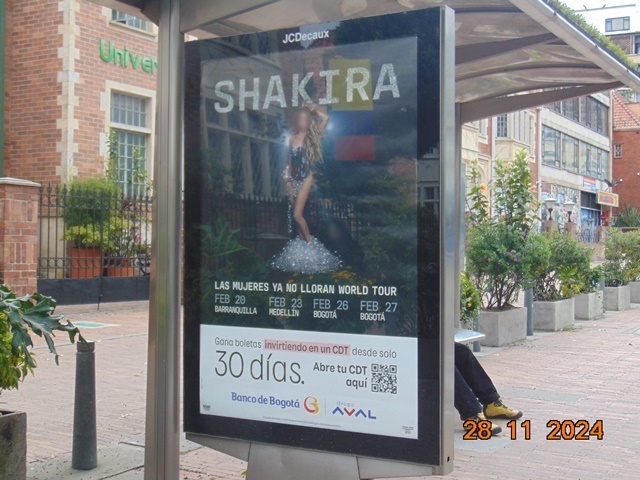 JCDecaux
Univer
SHAKIRA
LAS MUJERES YA NO LLORAN WORLD TOUR
FEB 20 FEB 23 FEB 26 FEB 27
BARRANQUILLA MEDELLÍN BOGOTÁ BOGOTÁ
Gana boletas invirtiendo en un CDT desde solo
30 días. Abre tu CDT
aquí
Banco de Bogotá Grupo
AVAL
28 11 2024